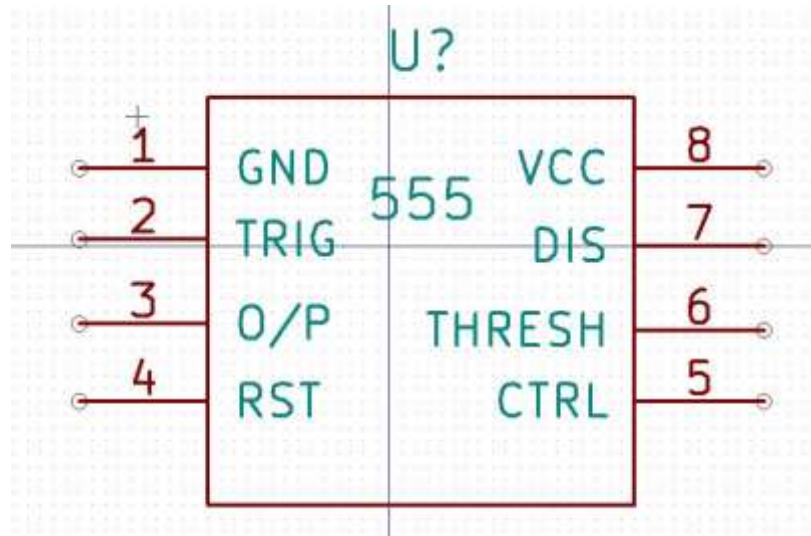 U?
1 GND 555 VCC 8
2 TRIG DIS 7
3 O/P THRESH 6
4 RST CTRL 5